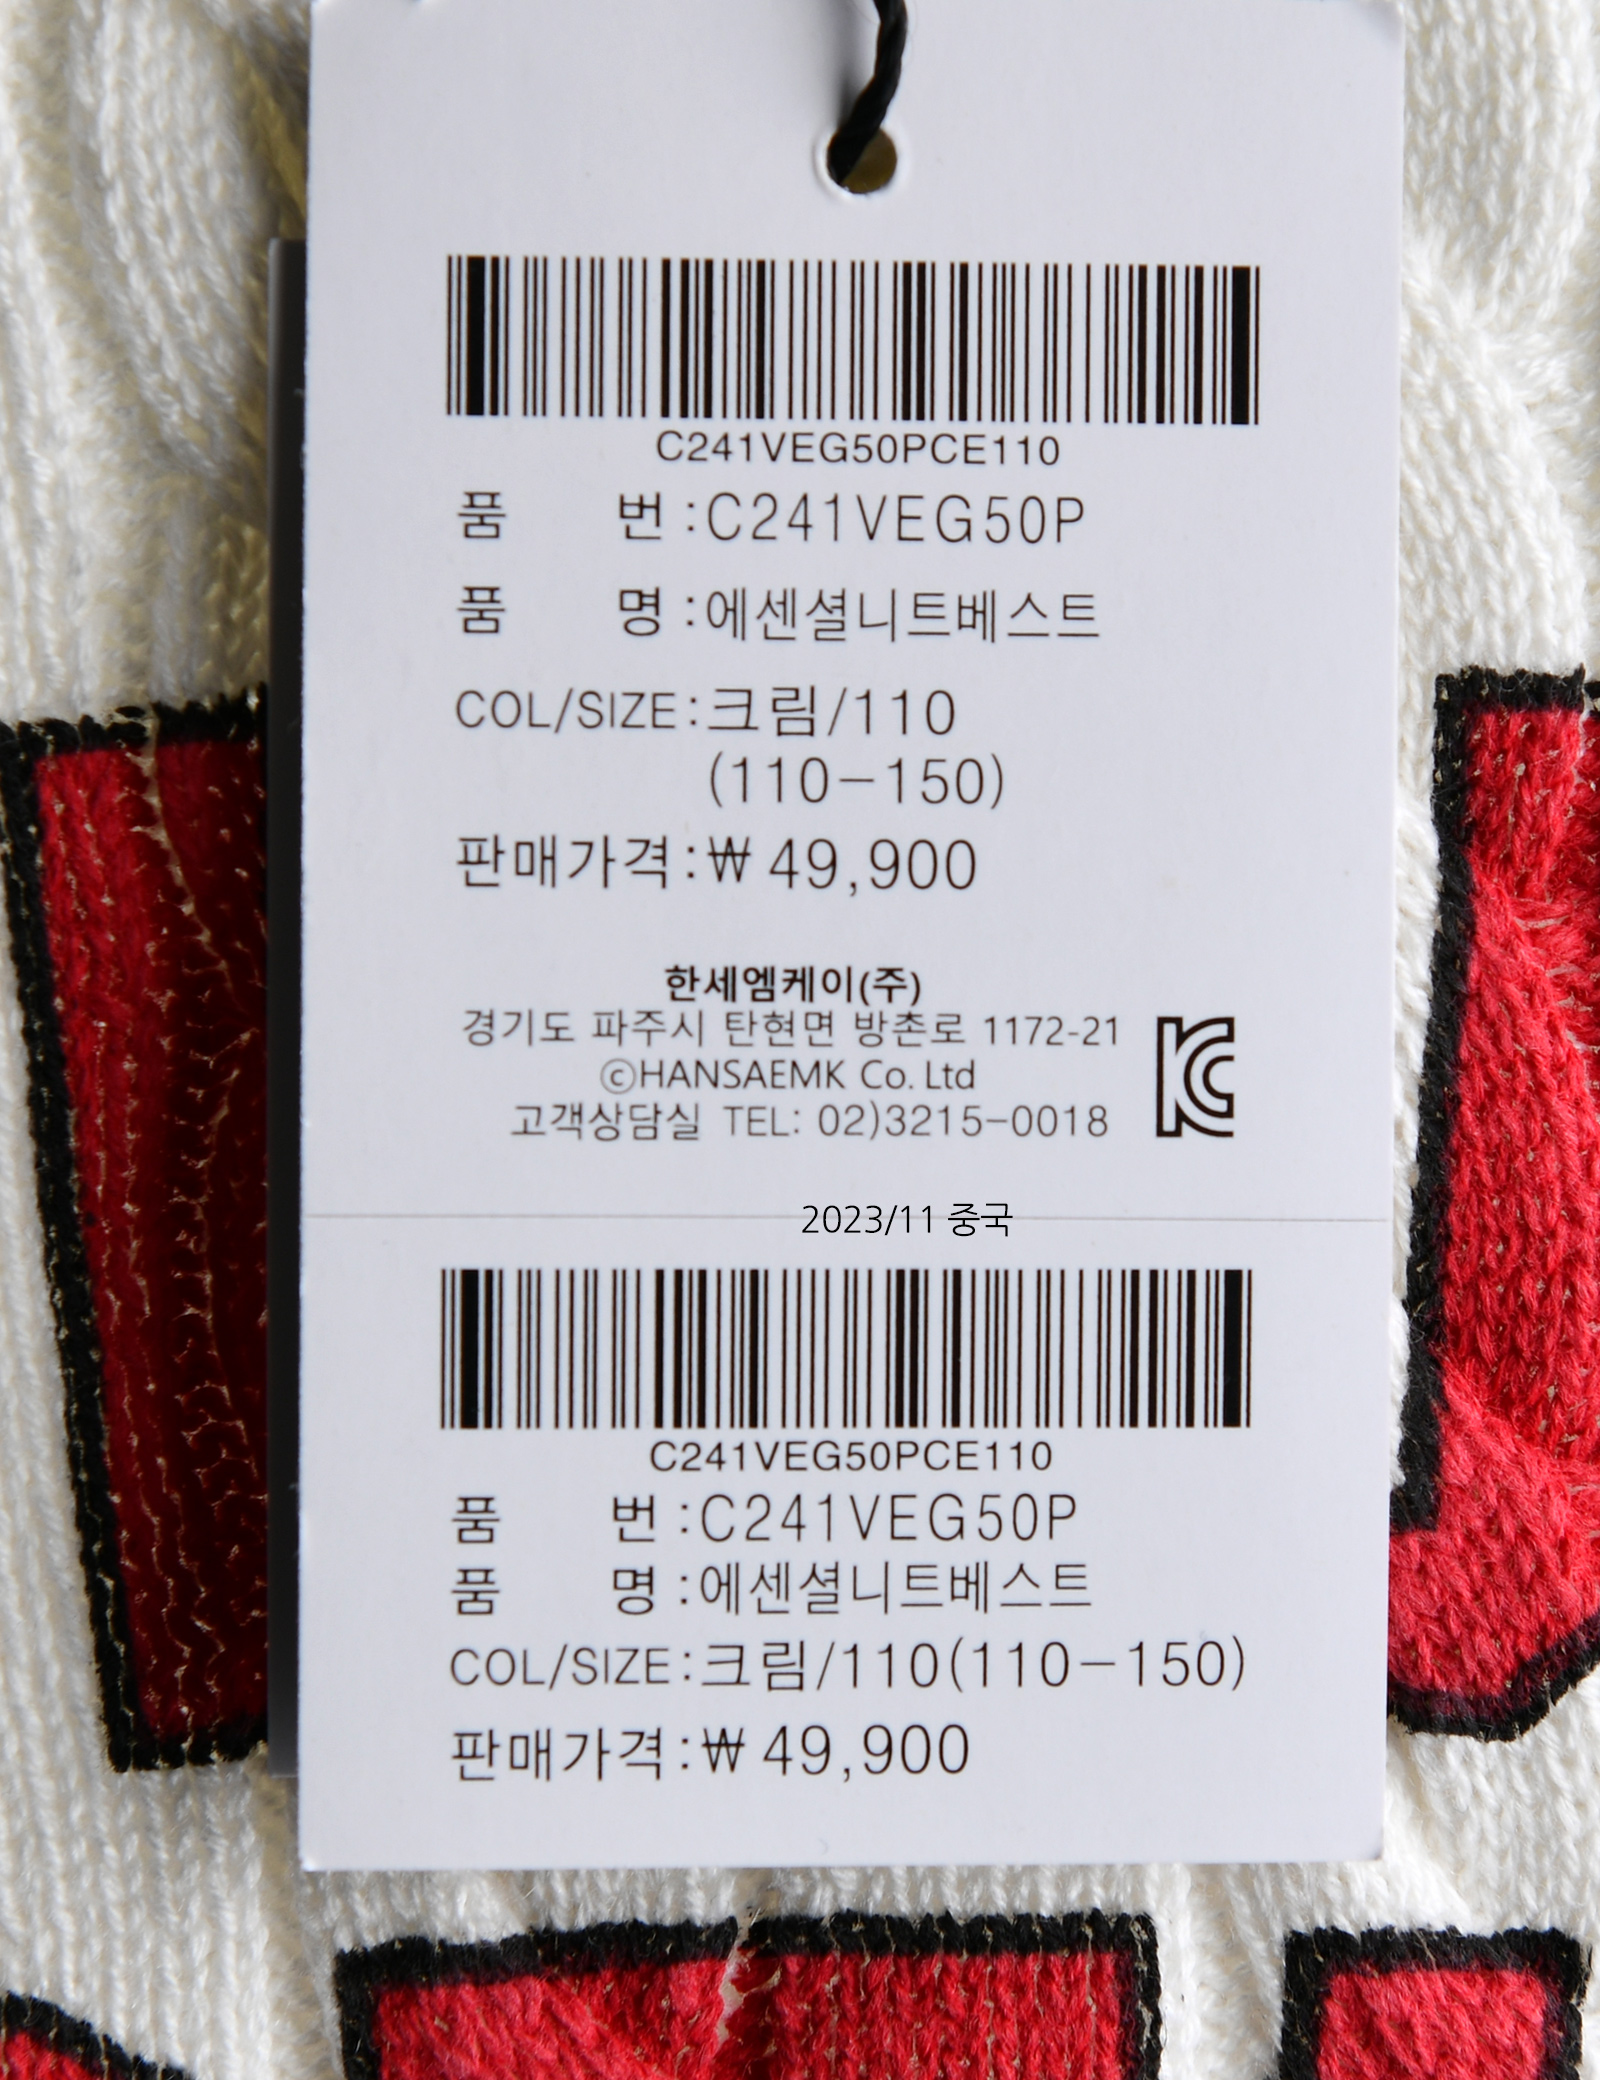 C241VEG50PCE110
품 번 : C241VEG50P
품 명 : 에센셜니트베스트
COL/SIZE : 크림/110
(110-150)
판매가격 : ₩ 49,900
한세엠케이(주)
경기도 파주시 탄현면 방촌로 1172-21
ⓒHANSAEMK Co. Ltd
고객상담실 TEL: 02)3215-0018
2023/11 중국
C241VEG50PCE110
품 번 : C241VEG50P
품 명 : 에센셜니트베스트
COL/SIZE : 크림/110(110-150)
판매가격 : ₩ 49,900